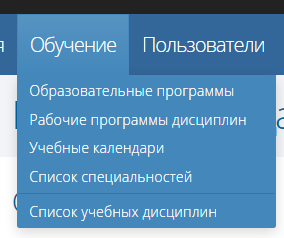 я Обучение Пользователи
Образовательные программы
Рабочие программы дисциплин
Учебные календари
Список специальностей
Список учебных дисциплин